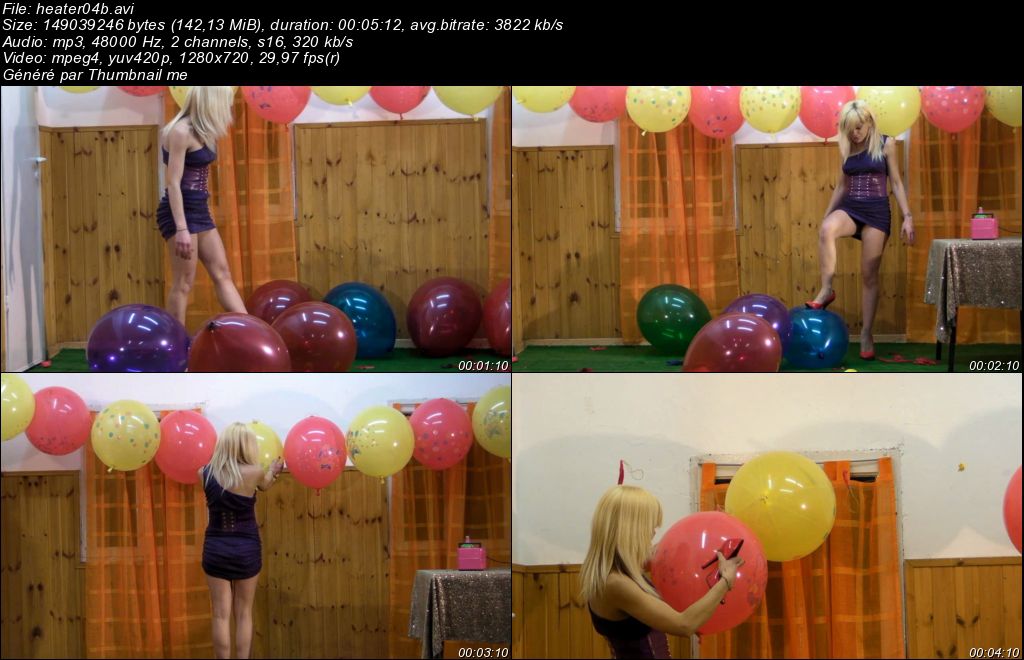 File: heater04b.avi
Size: 149039246 bytes (142,13 MiB), duration: 00:05:12, avg.bitrate: 3822 kb/s
Audio: mp3, 48000 Hz, 2 channels, s16, 320 kb/s
Video: mpeg4, yuv420p, 1280x720, 29,97 fps(r)
Généré par Thumbnail me
00:01:10
00:02:10
00:03:10
00:04:10